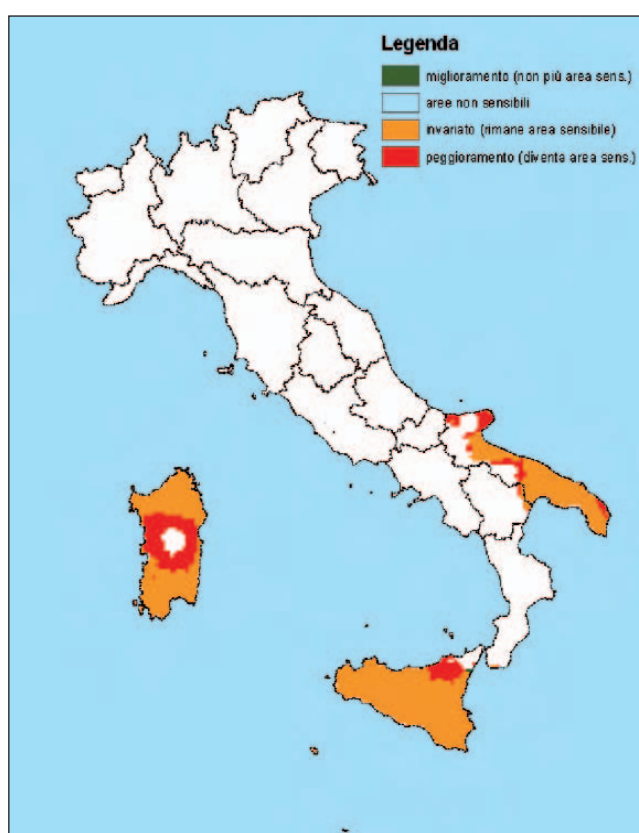 Legenda
miglioramento (non più area sens.)
aree non sensibili
invariato (rimane area sensibile)
peggioramento (diventa area sens.)